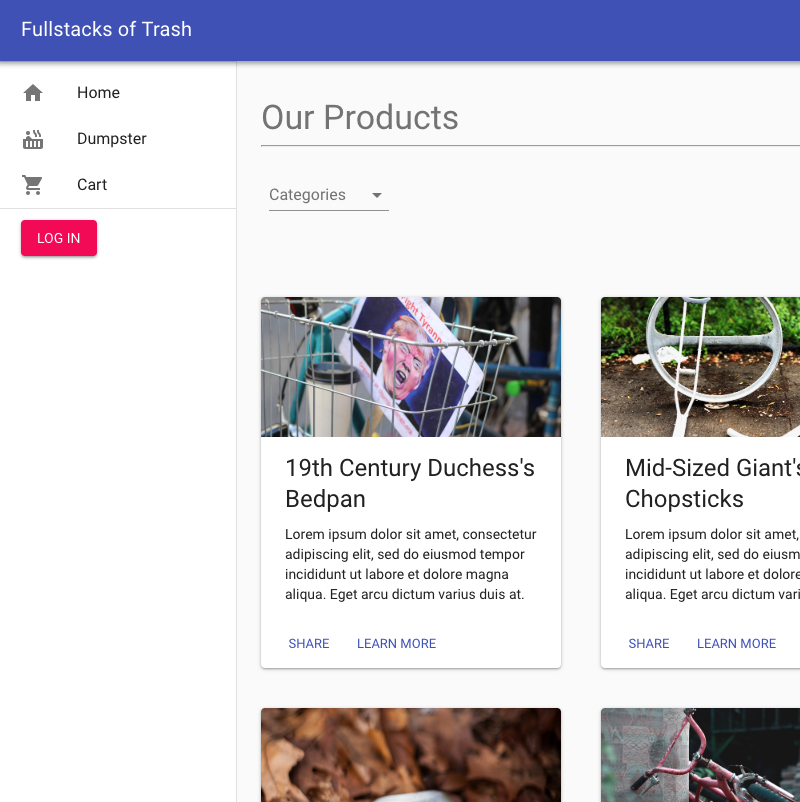 Fullstacks of Trash
Home
Dumpster
Cart
LOG IN
Our Products
Categories
ight Tyrann
19th Century Duchess's
Bedpan
Lorem ipsum dolor sit amet, consectetur
adipiscing elit, sed do eiusmod tempor
incididunt ut labore et dolore magna
aliqua. Eget arcu dictum varius duis at.
SHARE LEARN MORE
Mid-Sized Giant's
Chopsticks
Lorem ipsum dolor sit amet,
adipiscing elit, sed do eiusm
incididunt ut labore et dolore
aliqua. Eget arcu dictum vari
SHARE LEARN MORE